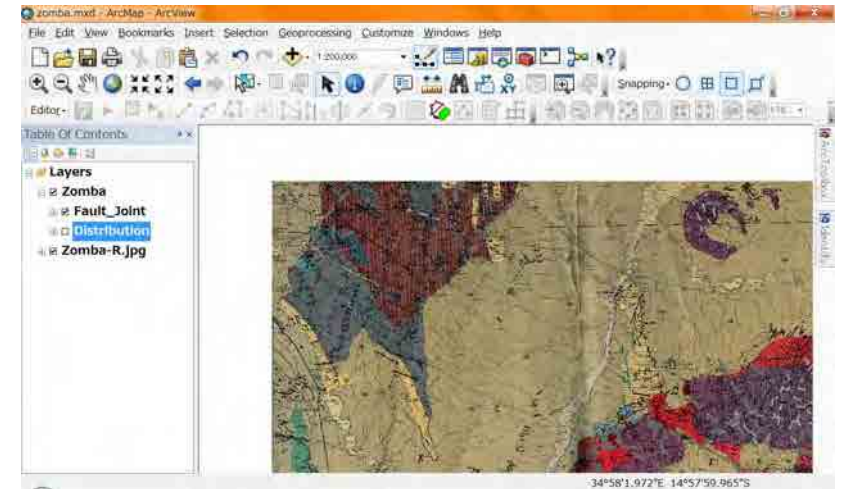 zomba.mxd - ArcMap - ArcView
File Edit View Bookmarks Insert Selection Geoprocessing Customize Windows Help
1:200,000
Snapping
Editor
Table Of Contents
ArcToolbox
Layers
Zomba
Fault_Joint
Identify
Distribution
Zomba-R.jpg
34°58'1.972"E 14°57'59.965"S